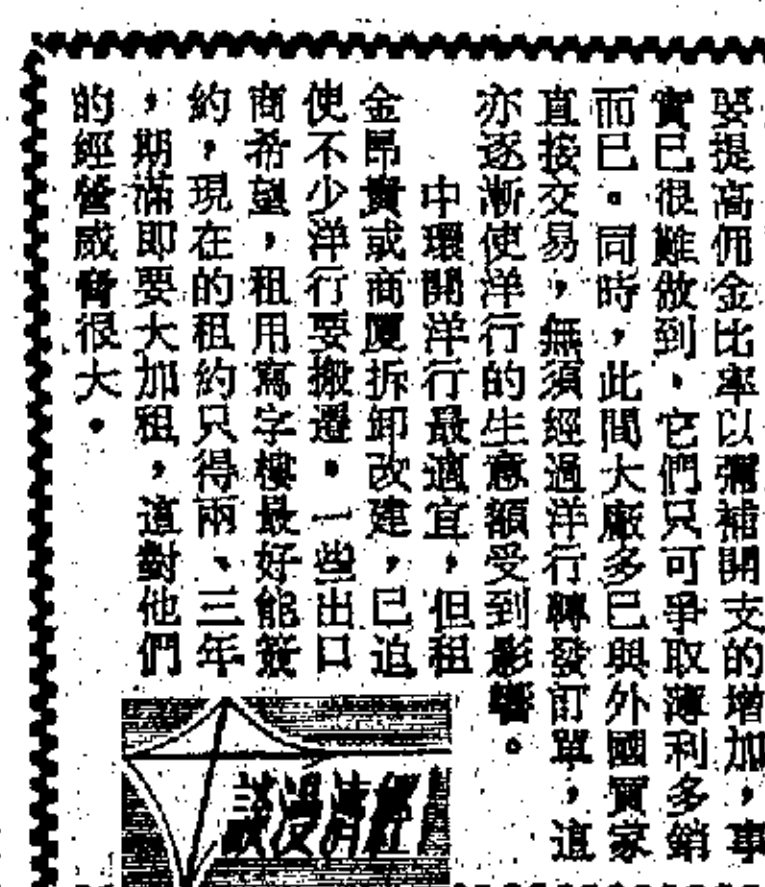 要提高佣金比率以彌補開支的增加，事
實已很難做到，它們只可爭取薄利多銷
而已。同時，此間大廠多已與外國買家
直接交易，無須經過洋行轉發訂單，這
亦逐漸使洋行的生意額受到影響。
中環開洋行最適宜，但租
金昂貴或商廈拆卸改建，已迫
使不少洋行要搬遷。一些出口
商希望，租用寫字樓最好能簽
約，現在的租約只得兩、三年
，期滿即要大加租，這對他們
的經營威脅很大。
經情漫談